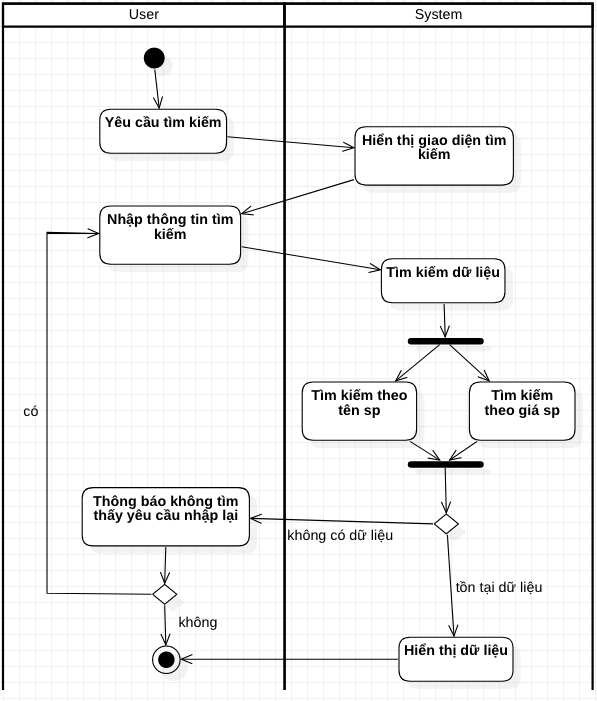 User
System
Yêu cầu tìm kiếm
Hiển thị giao diện tìm
kiếm
Nhập thông tin tìm
kiếm
Tìm kiếm dữ liệu
Tìm kiếm theo
tên sp
Tìm kiếm
theo giá sp
có
Thông báo không tìm
thấy yêu cầu nhập lại
không có dữ liệu
tồn tại dữ liệu
không
Hiển thị dữ liệu